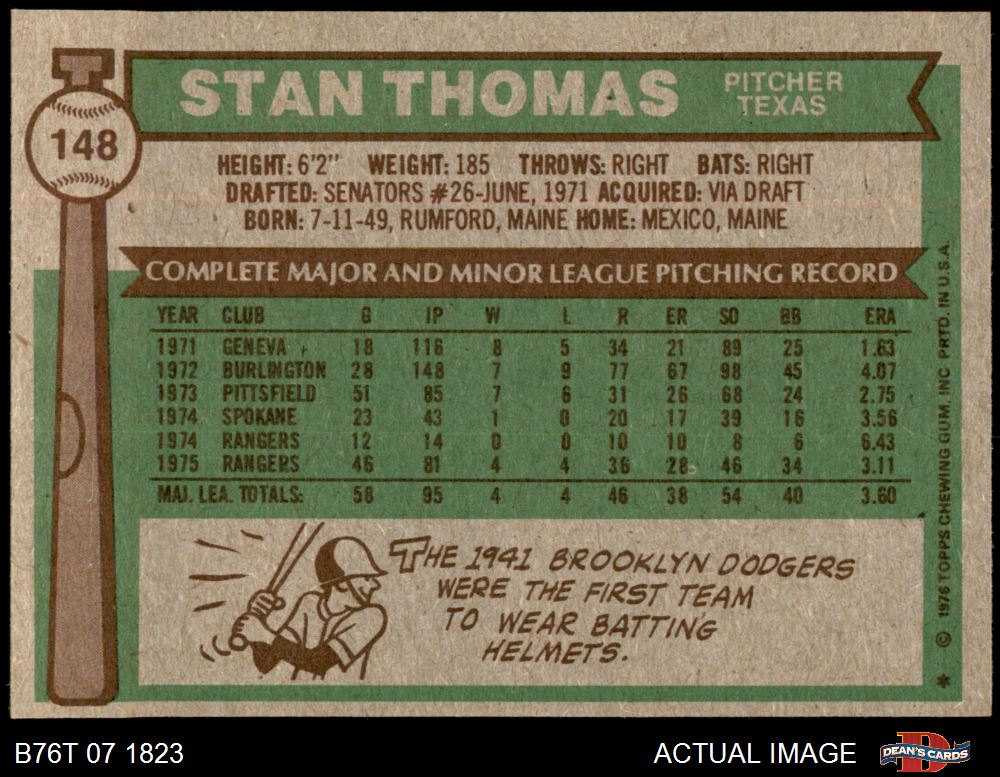 T
148
STAN THOMAS
PITCHER
TEXAS
HEIGHT: 6'2" WEIGHT: 185 THROWS: RIGHT BATS: RIGHT
DRAFTED: SENATORS #26-JUNE, 1971 ACQUIRED: VIA DRAFT
BORN: 7-11-49, RUMFORD, MAINE HOME: MEXICO, MAINE
COMPLETE MAJOR AND MINOR LEAGUE PITCHING RECORD
YEAR CLUB G IP W L R ER SO BB ERA
1971 GENEVA 18 116 8 5 34 21 89 25 1.63
1972 BURLINGTON 28 148 7 9 77 67 98 45 4.07
1973 PITTSFIELD 51 85 7 6 31 26 68 24 2.75
1974 SPOKANE 23 43 1 0 20 17 39 16 3.56
1974 RANGERS 12 14 0 0 10 10 8 6 6.43
1975 RANGERS 46 81 4 4 36 28 46 34 3.11
MAJ. LEA. TOTALS: 58 95 4 4 46 38 54 40 3.60
THE 1941 BROOKLYN DODGERS
WERE THE FIRST TEAM
TO WEAR BATTING
HELMETS.
* © 1976 TOPPS CHEWING GUM, INC. PRTD. IN U.S.A.
B76T 07 1823
ACTUAL IMAGE
DEAN'S CARDS